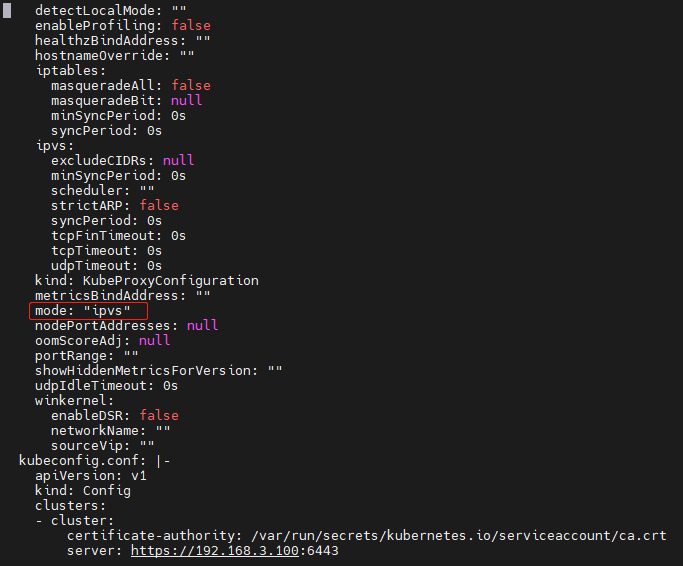 detectLocalMode: ""
enableProfiling: false
healthzBindAddress: ""
hostnameOverride: ""
iptables:
  masqueradeAll: false
  masqueradeBit: null
  minSyncPeriod: 0s
  syncPeriod: 0s
ipvs:
  excludeCIDRs: null
  minSyncPeriod: 0s
  scheduler: ""
  strictARP: false
  syncPeriod: 0s
  tcpFinTimeout: 0s
  tcpTimeout: 0s
  udpTimeout: 0s
kind: KubeProxyConfiguration
metricsBindAddress: ""
mode: "ipvs"
nodePortAddresses: null
oomScoreAdj: null
portRange: ""
showHiddenMetricsForVersion: ""
udpIdleTimeout: 0s
winkernel:
  enableDSR: false
  networkName: ""
  sourceVip: ""
kubeconfig.conf: |-
  apiVersion: v1
  kind: Config
  clusters:
  - cluster:
      certificate-authority: /var/run/secrets/kubernetes.io/serviceaccount/ca.crt
      server: https://192.168.3.100:6443